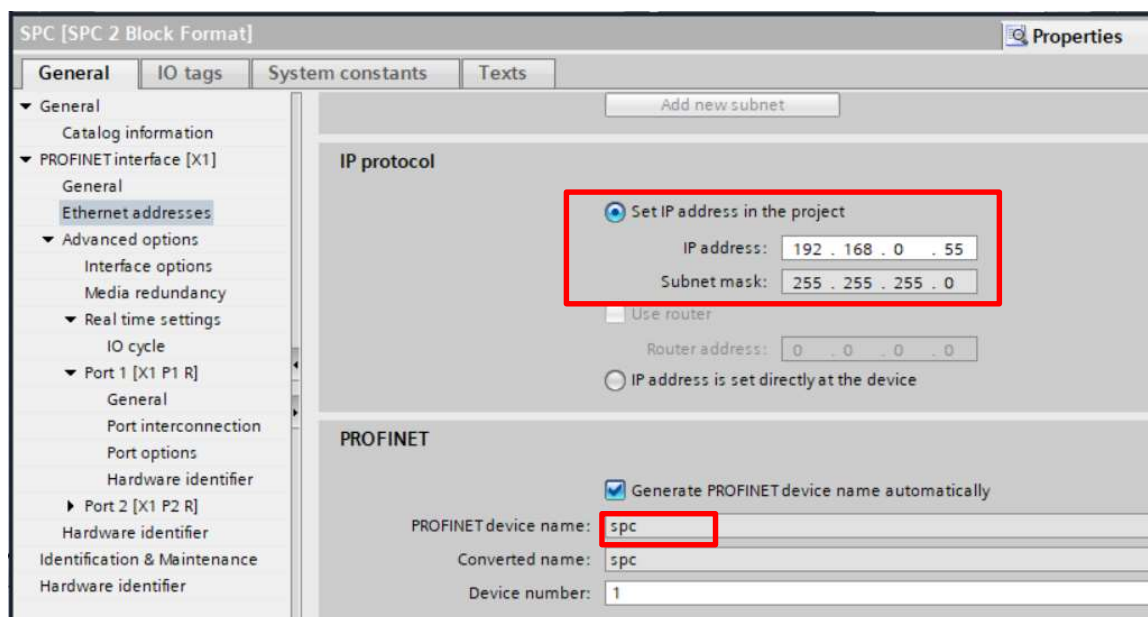 SPC [SPC 2 Block Format]
Properties
General
IO tags
System constants
Texts
General
Catalog information
PROFINET interface [X1]
General
Ethernet addresses
Advanced options
Interface options
Media redundancy
Real time settings
IO cycle
Port 1 [X1 P1 R]
General
Port interconnection
Port options
Hardware identifier
Port 2 [X1 P2 R]
Hardware identifier
Identification & Maintenance
Hardware identifier
Add new subnet
IP protocol
Set IP address in the project
IP address: 192 . 168 . 0 . 55
Subnet mask: 255 . 255 . 255 . 0
Use router
Router address: 0 . 0 . 0 . 0
IP address is set directly at the device
PROFINET
Generate PROFINET device name automatically
PROFINET device name: spc
Converted name: spc
Device number: 1